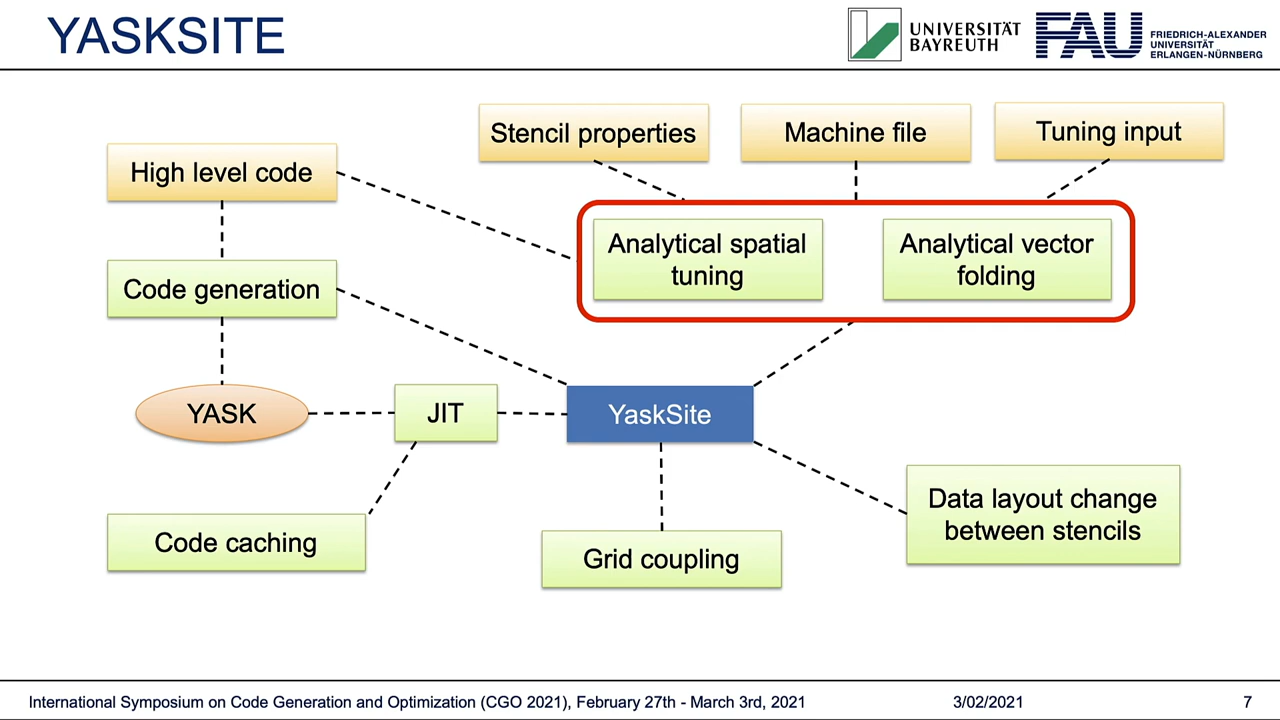 YASKSITE
UNIVERSITÄT
BAYREUTH
FAU
FRIEDRICH-ALEXANDER
UNIVERSITÄT
ERLANGEN-NÜRNBERG
Stencil properties
Machine file
Tuning input
High level code
Analytical spatial
tuning
Analytical vector
folding
Code generation
YASK
JIT
YaskSite
Data layout change
between stencils
Code caching
Grid coupling
International Symposium on Code Generation and Optimization (CGO 2021), February 27th - March 3rd, 2021
3/02/2021
7